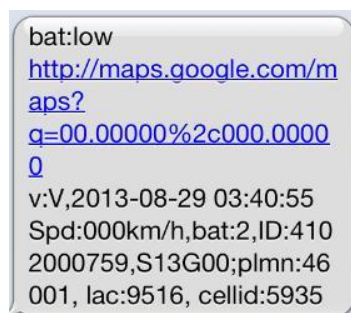 bat:low
http://maps.google.com/m
aps?
q=00.00000%2c000.0000
0
v:V,2013-08-29 03:40:55
Spd:000km/h,bat:2,ID:410
2000759,S13G00;plmn:46
001, lac:9516, cellid:5935